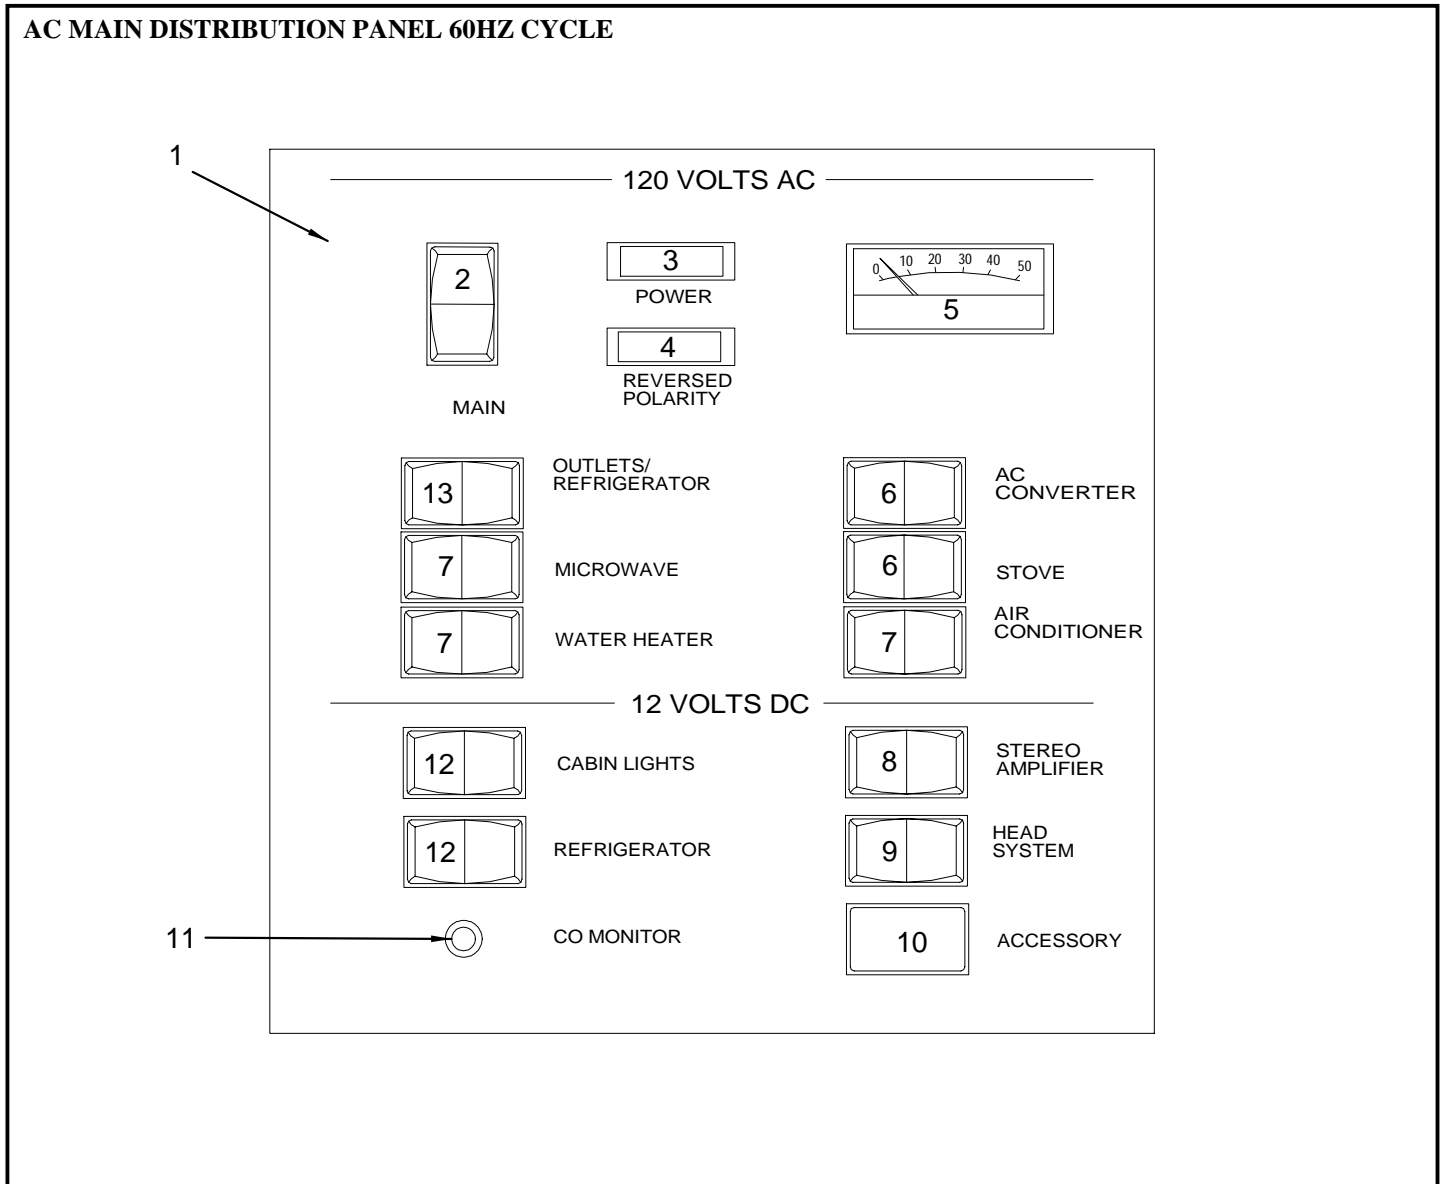 AC MAIN DISTRIBUTION PANEL 60HZ CYCLE
1
120 VOLTS AC
2
MAIN
3
POWER
4
REVERSED
POLARITY
0 10 20 30 40 50
5
13
OUTLETS/
REFRIGERATOR
6
AC
CONVERTER
7
MICROWAVE
6
STOVE
7
WATER HEATER
7
AIR
CONDITIONER
12 VOLTS DC
12
CABIN LIGHTS
8
STEREO
AMPLIFIER
12
REFRIGERATOR
9
HEAD
SYSTEM
11
CO MONITOR
10
ACCESSORY